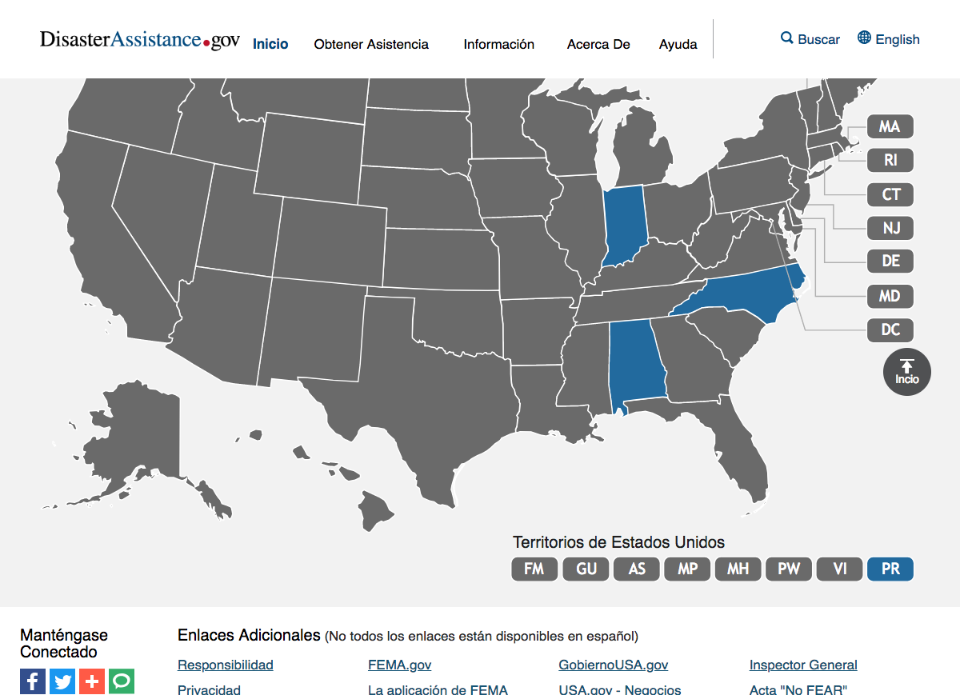 DisasterAssistance.gov Inicio Obtener Asistencia Información Acerca De Ayuda Buscar English
MA
RI
CT
NJ
DE
MD
DC
Incio
Territorios de Estados Unidos
FM GU AS MP MH PW VI PR
Manténgase
Conectado
Enlaces Adicionales (No todos los enlaces están disponibles en español)
Responsibilidad FEMA.gov GobiernoUSA.gov Inspector General
Privacidad La aplicación de FEMA USA.gov - Negocios Acta "No FEAR"